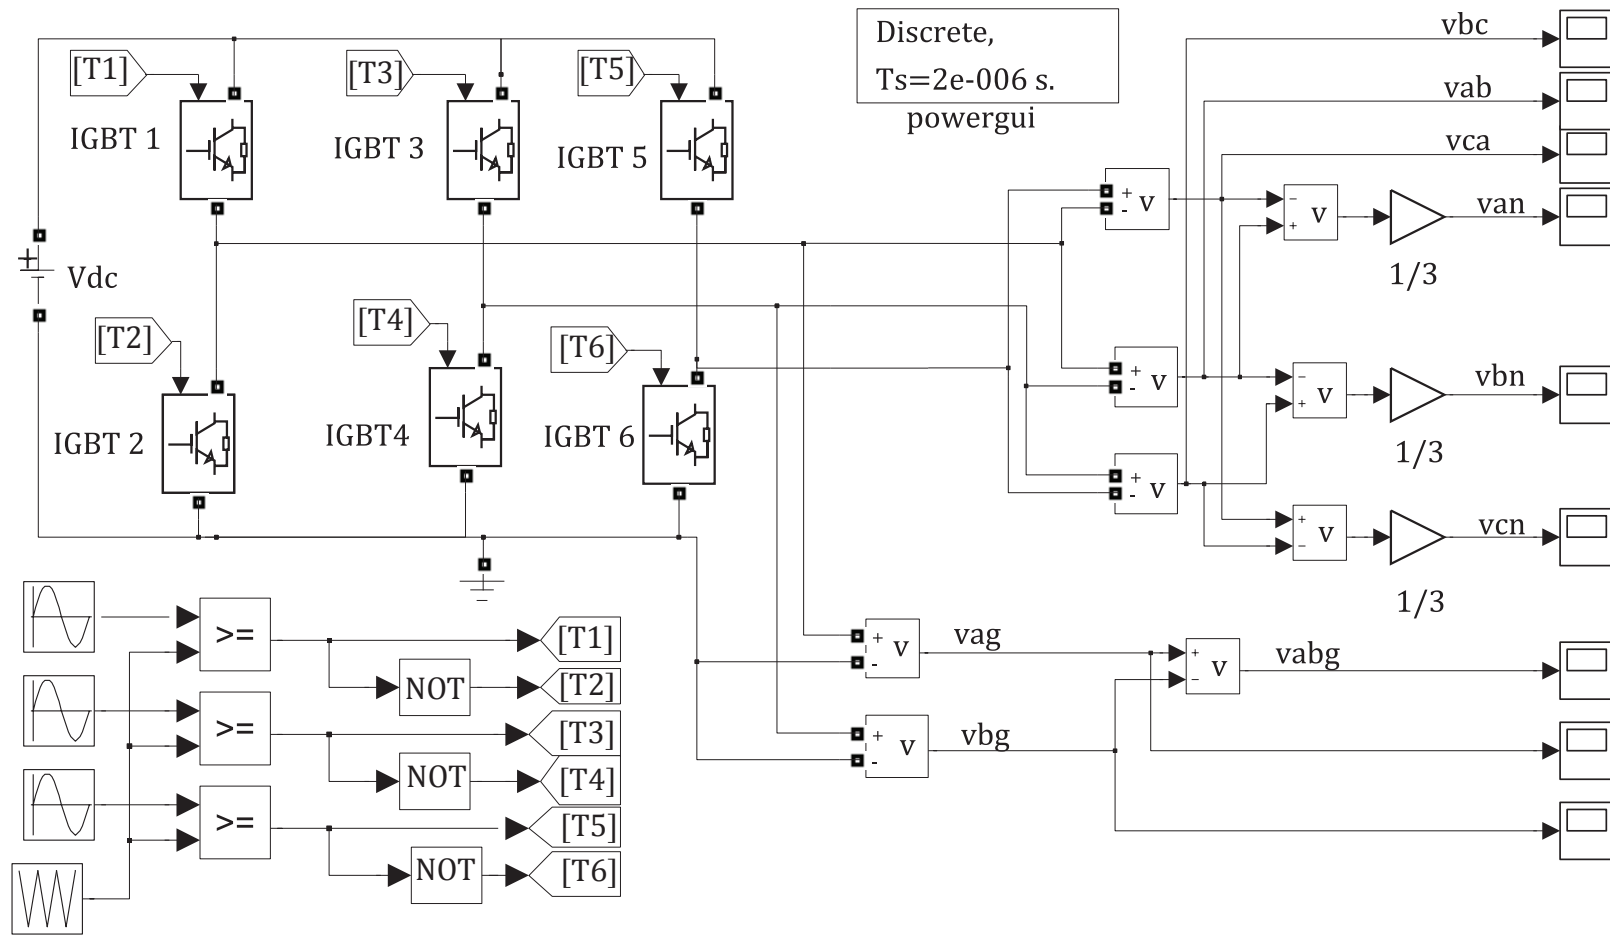 Discrete,
Ts=2e-006 s.
powergui
[T1]
[T3]
[T5]
IGBT 1
IGBT 3
IGBT 5
+
Vdc
[T2]
[T4]
[T6]
IGBT 2
IGBT4
IGBT 6
+
-
v
+
-
v
+
-
v
−
+
v
−
+
v
+
−
v
vbc
vab
vca
van
1/3
vbn
1/3
vcn
1/3
>=
[T1]
NOT
[T2]
>=
[T3]
NOT
[T4]
>=
[T5]
NOT
[T6]
+
-
v
vag
+
−
v
vabg
+
-
v
vbg